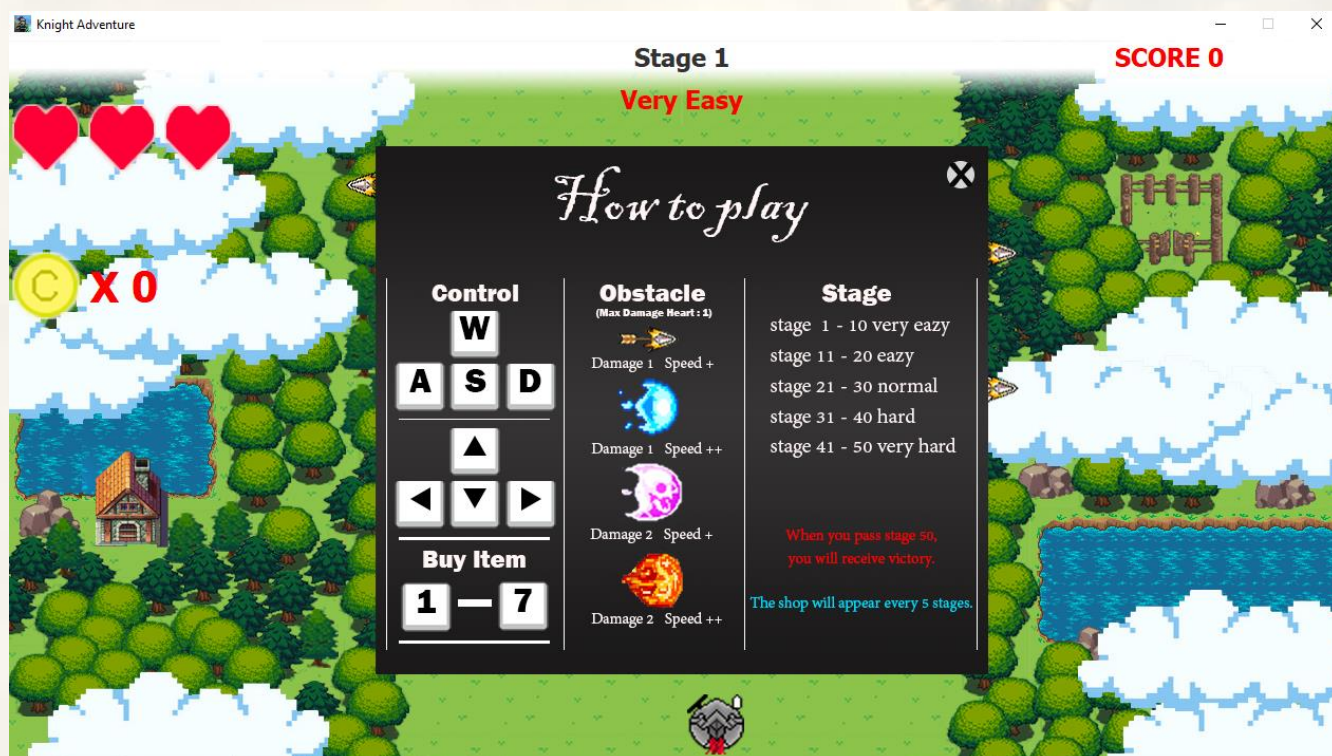 Knight Adventure
Stage 1
SCORE 0
Very Easy
C X 0
How to play
X
Control
W
A S D
Buy Item
1 — 7
Obstacle
(Max Damage Heart : 1)
Damage 1 Speed +
Damage 1 Speed ++
Damage 2 Speed +
Damage 2 Speed ++
Stage
stage 1 - 10 very eazy
stage 11 - 20 eazy
stage 21 - 30 normal
stage 31 - 40 hard
stage 41 - 50 very hard
When you pass stage 50,
you will receive victory.
The shop will appear every 5 stages.